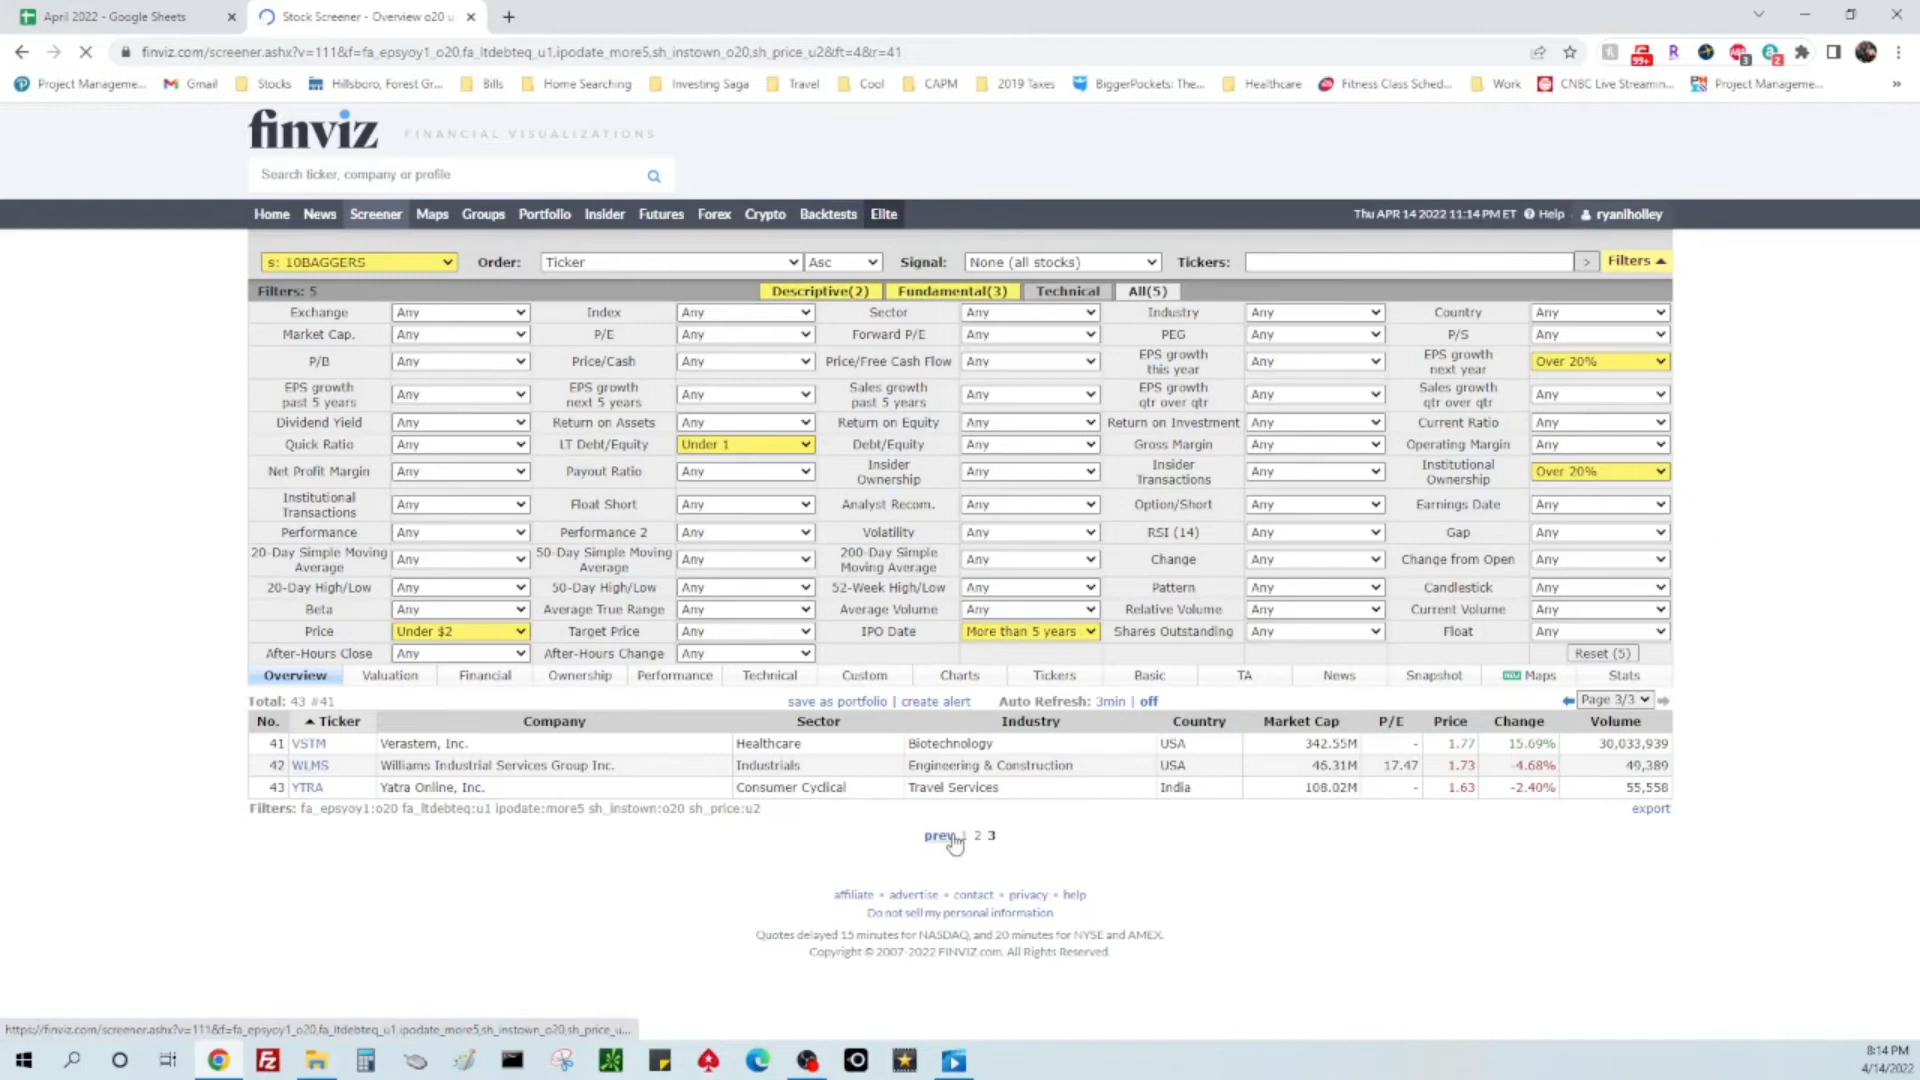 April 2022 - Google Sheets
Stock Screener - Overview o20 u
finviz.com/screener.ashx?v=111&f=fa_epsyoy1_o20,fa_ltdebteq_u1,ipodate_more5,sh_instown_o20,sh_price_u2&ft=4&r=41
R 99+ 3 2
Project Manageme... Gmail Stocks Hillsboro, Forest Gr... Bills Home Searching Investing Saga Travel Cool CAPM 2019 Taxes BiggerPockets: The... Healthcare Fitness Class Sched... Work CNBC Live Streamin... Project Manageme... »
finviz FINANCIAL VISUALIZATIONS
Search ticker, company or profile
Home News Screener Maps Groups Portfolio Insider Futures Forex Crypto Backtests Elite Thu APR 14 2022 11:14 PM ET Help ryanlholley
s: 10BAGGERS Order: Ticker Asc Signal: None (all stocks) Tickers: > Filters
Filters: 5 Descriptive(2) Fundamental(3) Technical All(5)
Exchange Any Index Any Sector Any Industry Any Country Any
Market Cap. Any P/E Any Forward P/E Any PEG Any P/S Any
P/B Any Price/Cash Any Price/Free Cash Flow Any EPS growth this year Any EPS growth next year Over 20%
EPS growth past 5 years Any EPS growth next 5 years Any Sales growth past 5 years Any EPS growth qtr over qtr Any Sales growth qtr over qtr Any
Dividend Yield Any Return on Assets Any Return on Equity Any Return on Investment Any Current Ratio Any
Quick Ratio Any LT Debt/Equity Under 1 Debt/Equity Any Gross Margin Any Operating Margin Any
Net Profit Margin Any Payout Ratio Any Insider Ownership Any Insider Transactions Any Institutional Ownership Over 20%
Institutional Transactions Any Float Short Any Analyst Recom. Any Option/Short Any Earnings Date Any
Performance Any Performance 2 Any Volatility Any RSI (14) Any Gap Any
20-Day Simple Moving Average Any 50-Day Simple Moving Average Any 200-Day Simple Moving Average Any Change Any Change from Open Any
20-Day High/Low Any 50-Day High/Low Any 52-Week High/Low Any Pattern Any Candlestick Any
Beta Any Average True Range Any Average Volume Any Relative Volume Any Current Volume Any
Price Under $2 Target Price Any IPO Date More than 5 years Shares Outstanding Any Float Any
After-Hours Close Any After-Hours Change Any Reset (5)
Overview Valuation Financial Ownership Performance Technical Custom Charts Tickers Basic TA News Snapshot Maps Stats
Total: 43 #41 save as portfolio | create alert Auto Refresh: 3min | off Page 3/3
No. Ticker Company Sector Industry Country Market Cap P/E Price Change Volume
41 VSTM Verastem, Inc. Healthcare Biotechnology USA 342.55M - 1.77 15.69% 30,033,939
42 WLMS Williams Industrial Services Group Inc. Industrials Engineering & Construction USA 46.31M 17.47 1.73 -4.68% 49,389
43 YTRA Yatra Online, Inc. Consumer Cyclical Travel Services India 108.02M - 1.63 -2.40% 55,558
Filters: fa_epsyoy1:o20 fa_ltdebteq:u1 ipodate:more5 sh_instown:o20 sh_price:u2 export
prev 2 3
affiliate • advertise • contact • privacy • help
Do not sell my personal information
Quotes delayed 15 minutes for NASDAQ, and 20 minutes for NYSE and AMEX.
Copyright © 2007-2022 FINVIZ.com. All Rights Reserved.
https://finviz.com/screener.ashx?v=111&f=fa_epsyoy1_o20,fa_ltdebteq_u1,ipodate_more5,sh_instown_o20,sh_price_u...
Fz
8:14 PM
4/14/2022